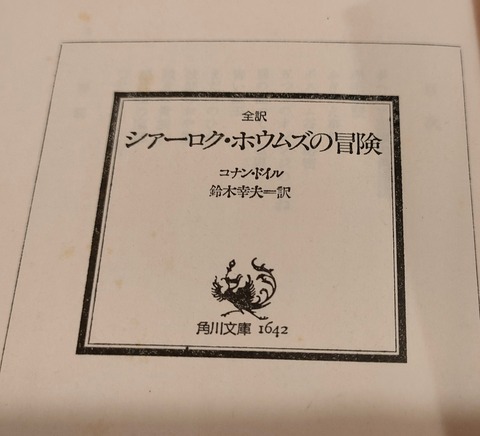 全訳
シァーロク・ホウムズの冒険
コナン・ドイル
鈴木幸夫=訳
角川文庫 1642